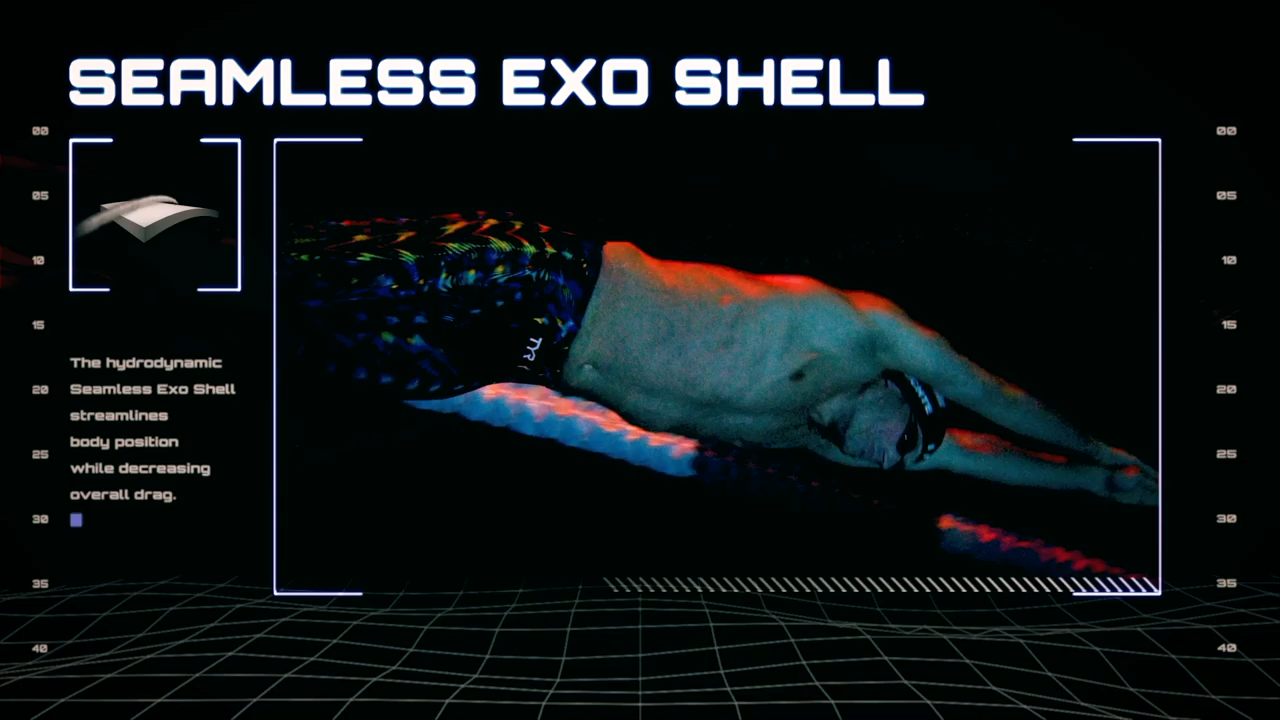 SEAMLESS EXO SHELL
00
05
10
15
20
25
30
35
40
The hydrodynamic
Seamless Exo Shell
streamlines
body position
while decreasing
overall drag.
TYR
00
05
10
15
20
25
30
35
40